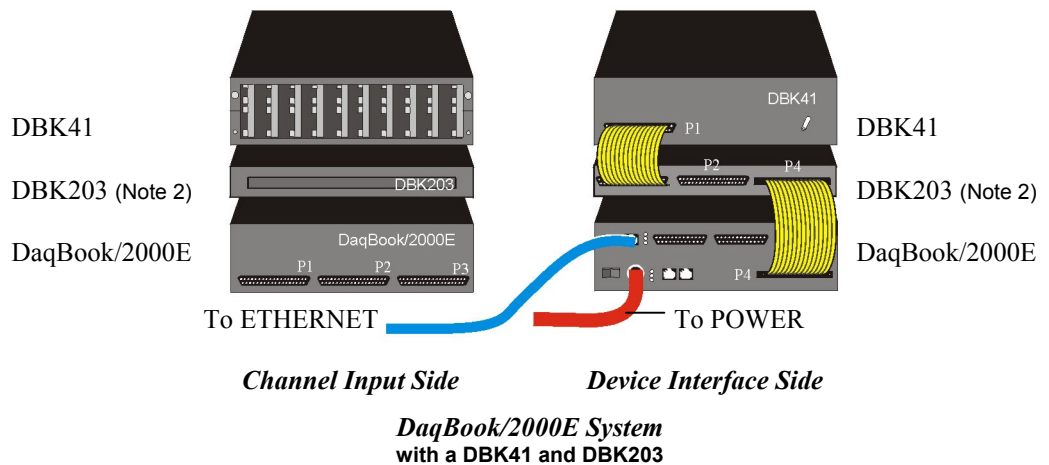 DBK41
DBK203 (Note 2)
DaqBook/2000E
DBK203
DaqBook/2000E
P1 P2 P3
DBK41
P1
P2 P4
P4
DBK41
DBK203 (Note 2)
DaqBook/2000E
To ETHERNET
To POWER
Channel Input Side
Device Interface Side
DaqBook/2000E System
with a DBK41 and DBK203